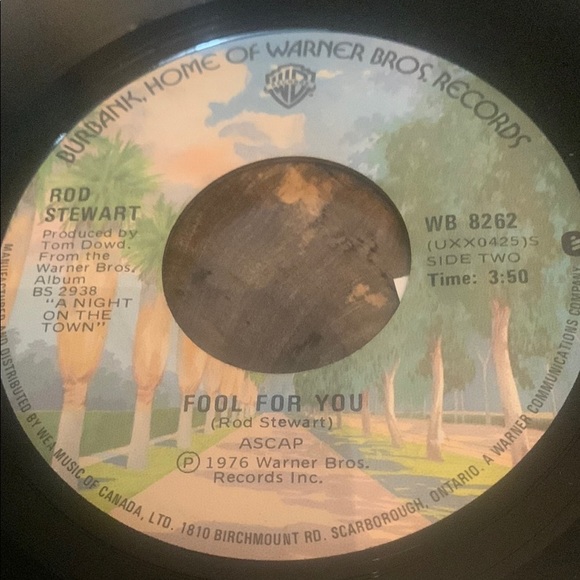 BURBANK, HOME OF WARNER BROS. RECORDS
ROD
STEWART
Produced by
Tom Dowd.
From the
Warner Bros.
Album
BS 2938
"A NIGHT
ON THE
TOWN"
WB 8262
(UXX0425)S
SIDE TWO
Time: 3:50
FOOL FOR YOU
(Rod Stewart)
ASCAP
Ⓟ 1976 Warner Bros.
Records Inc.
MANUFACTURED AND DISTRIBUTED BY WEA MUSIC OF CANADA, LTD. 1810 BIRCHMOUNT RD. SCARBOROUGH, ONTARIO. A WARNER COMMUNICATIONS COMPANY